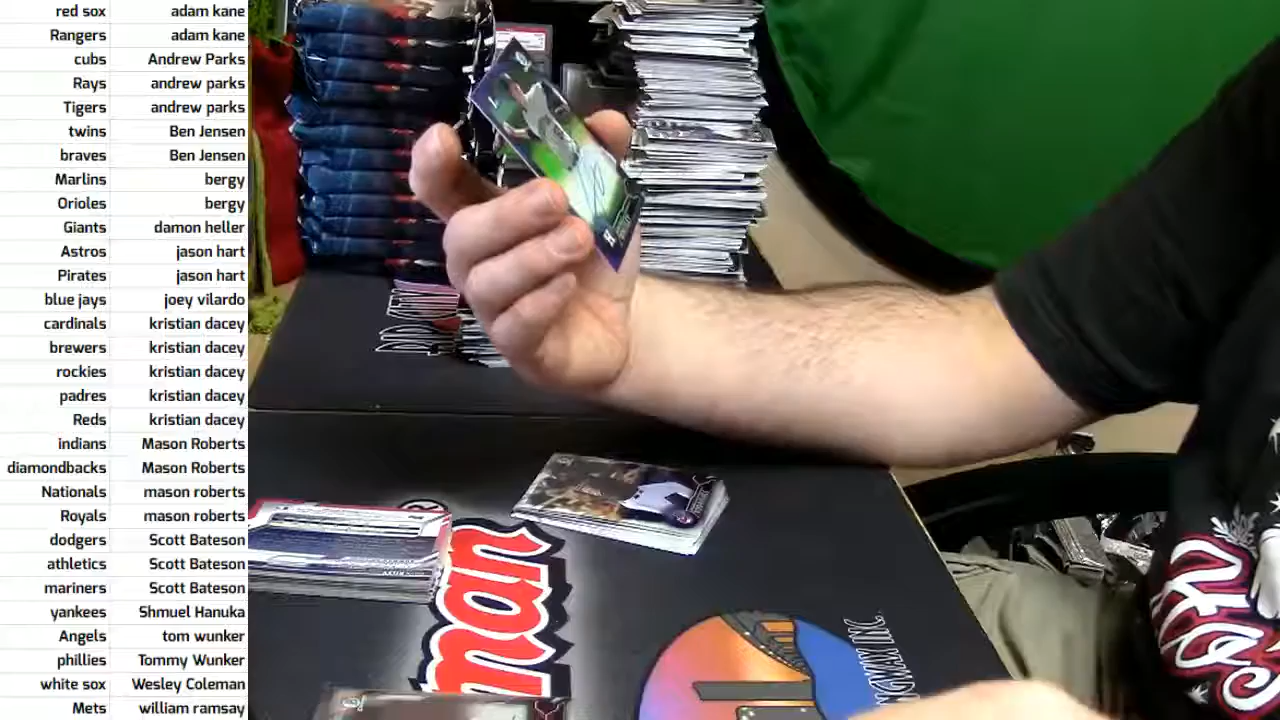 red sox adam kane
Rangers adam kane
cubs Andrew Parks
Rays andrew parks
Tigers andrew parks
twins Ben Jensen
braves Ben Jensen
Marlins bergy
Orioles bergy
Giants damon heller
Astros jason hart
Pirates jason hart
blue jays joey vilardo
cardinals kristian dacey
brewers kristian dacey
rockies kristian dacey
padres kristian dacey
Reds kristian dacey
indians Mason Roberts
diamondbacks Mason Roberts
Nationals mason roberts
Royals mason roberts
dodgers Scott Bateson
athletics Scott Bateson
mariners Scott Bateson
yankees Shmuel Hanuka
Angels tom wunker
phillies Tommy Wunker
white sox Wesley Coleman
Mets william ramsay
man
NGMAX INC.